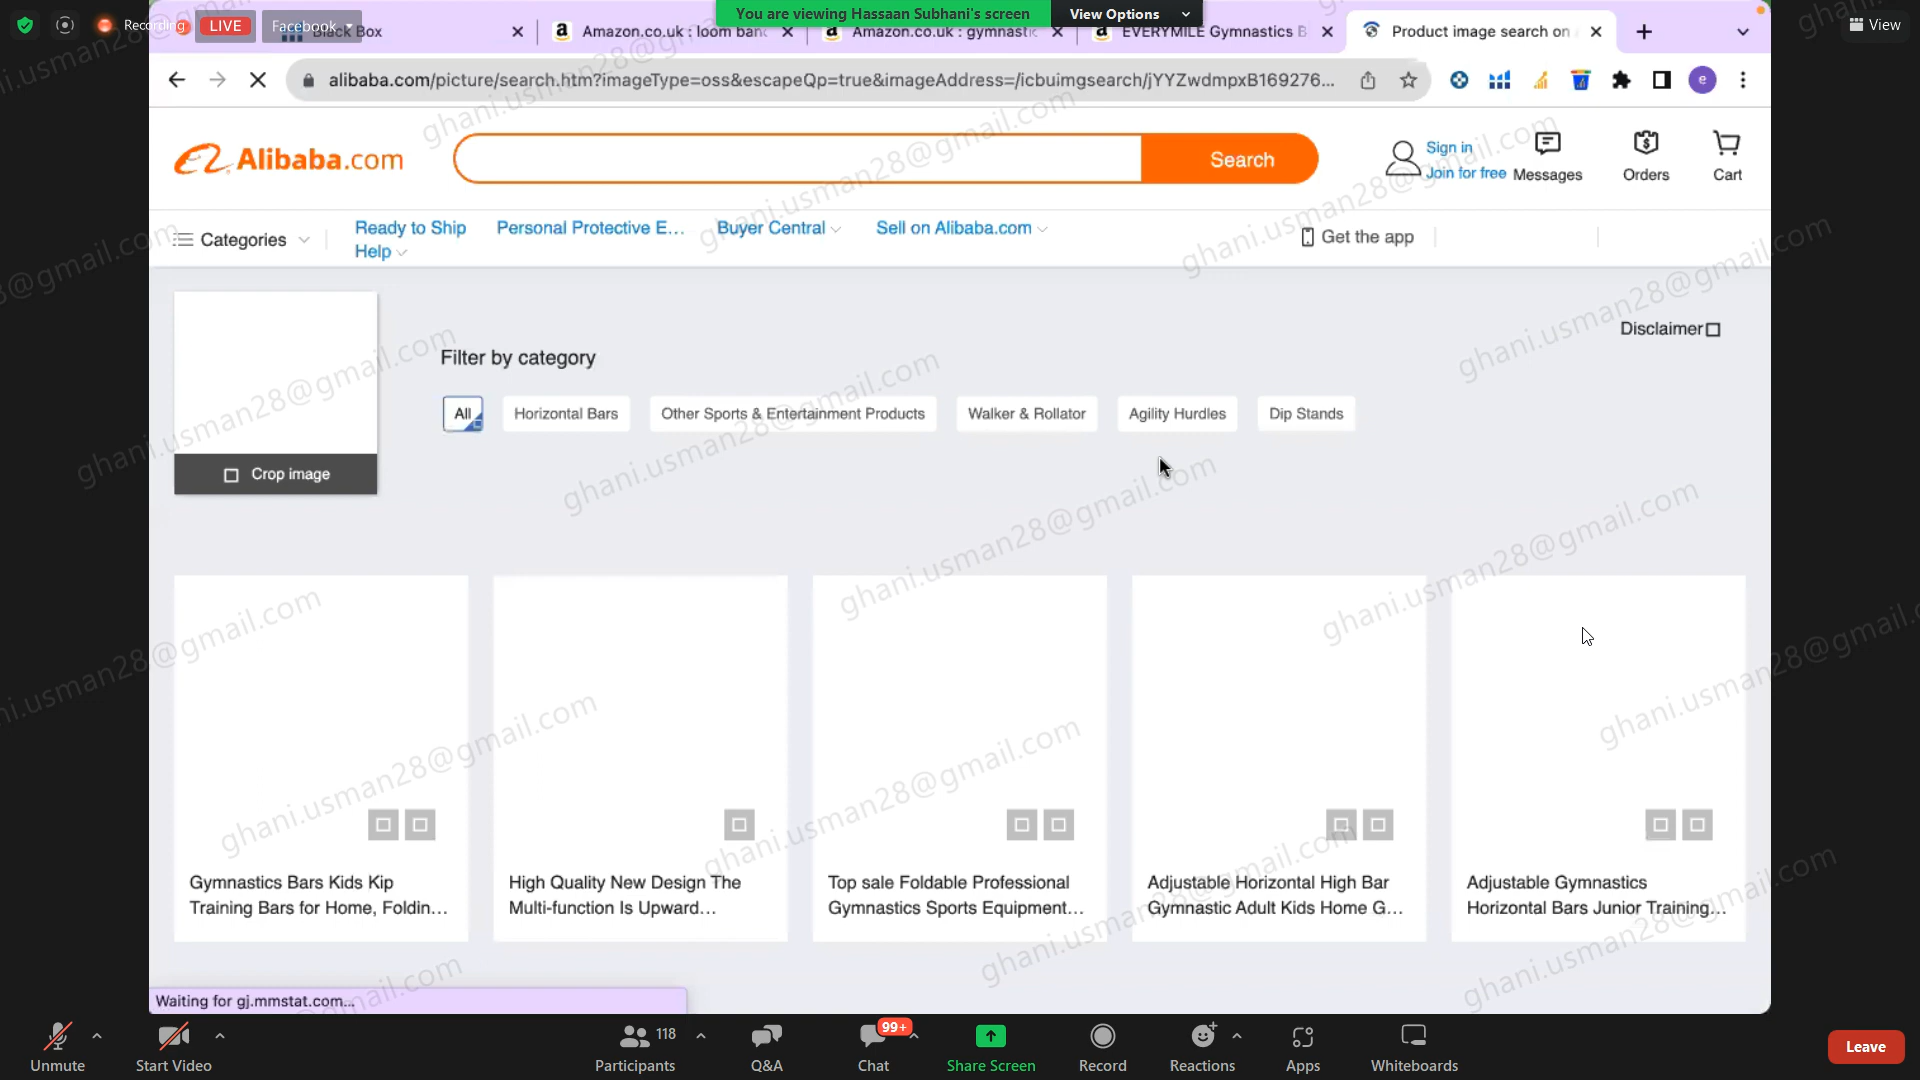 Recording
LIVE
Facebook
You are viewing Hassaan Subhani's screen
View Options
View
Black Box
Amazon.co.uk : loom banc
Amazon.co.uk : gymnastic
EVERYMILE Gymnastics B
Product image search on
alibaba.com/picture/search.htm?imageType=oss&escapeQp=true&imageAddress=/icbuimgsearch/jYYZwdmpxB169276...
e
Alibaba.com
Search
Sign in
Join for free
Messages
Orders
Cart
Categories
Ready to Ship
Personal Protective E...
Buyer Central
Sell on Alibaba.com
Help
Get the app
Disclaimer
Filter by category
All
Horizontal Bars
Other Sports & Entertainment Products
Walker & Rollator
Agility Hurdles
Dip Stands
Crop image
Gymnastics Bars Kids Kip
Training Bars for Home, Foldin...
High Quality New Design The
Multi-function Is Upward...
Top sale Foldable Professional
Gymnastics Sports Equipment...
Adjustable Horizontal High Bar
Gymnastic Adult Kids Home G...
Adjustable Gymnastics
Horizontal Bars Junior Training...
Waiting for gj.mmstat.com...
ghani.usman28@gmail.com
Unmute
Start Video
118
Participants
Q&A
99+
Chat
Share Screen
Record
Reactions
Apps
Whiteboards
Leave